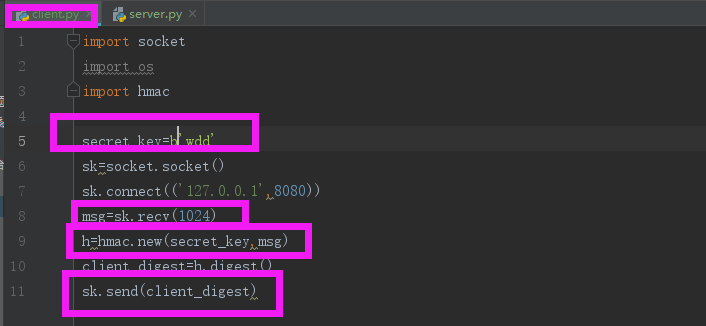 client.py server.py
1 import socket
2 import os
3 import hmac
4
5 secret_key=b'wdd'
6 sk=socket.socket()
7 sk.connect(('127.0.0.1',8080))
8 msg=sk.recv(1024)
9 h=hmac.new(secret_key,msg)
10 client_digest=h.digest()
11 sk.send(client_digest)